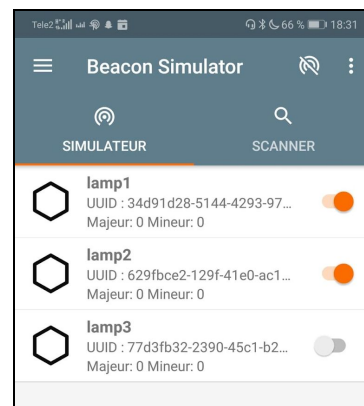 Tele2 66 % 18:31
Beacon Simulator
SIMULATEUR SCANNER
lamp1
UUID : 34d91d28-5144-4293-97...
Majeur: 0 Mineur: 0
lamp2
UUID : 629fbce2-129f-41e0-ac1...
Majeur: 0 Mineur: 0
lamp3
UUID : 77d3fb32-2390-45c1-b2...
Majeur: 0 Mineur: 0